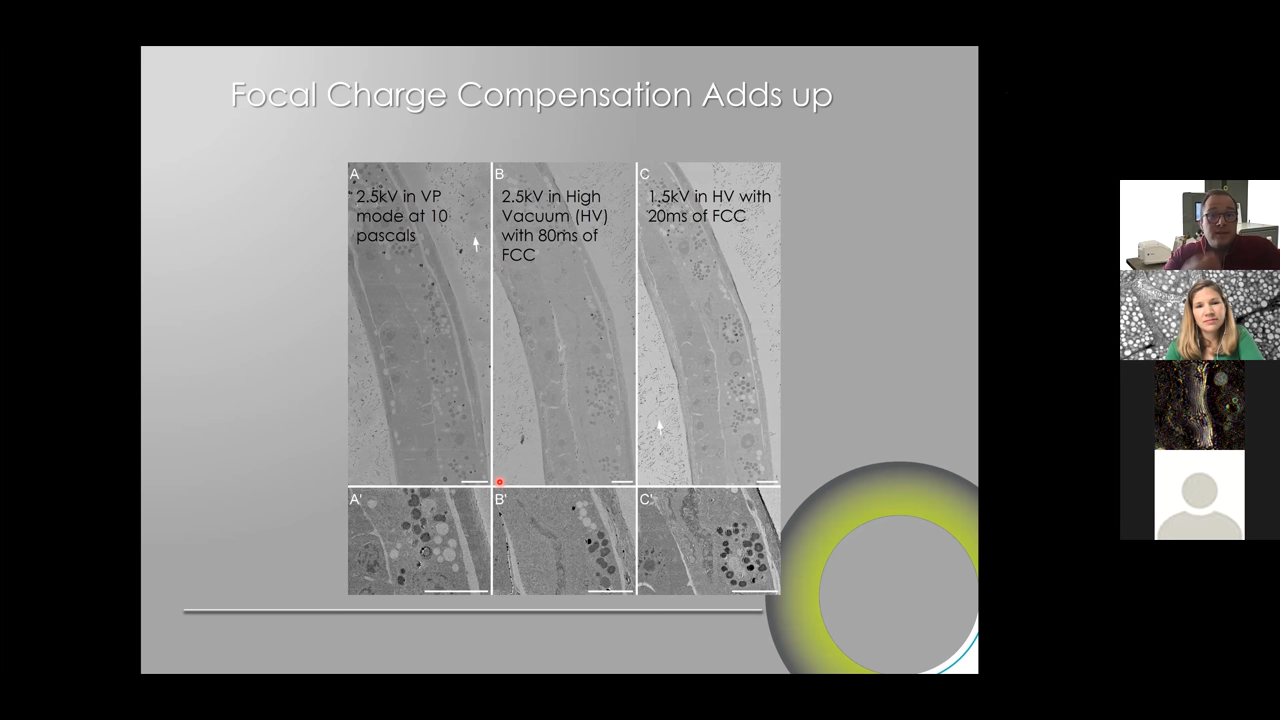 Focal Charge Compensation Adds up
A
2.5kV in VP
mode at 10
pascals
B
2.5kV in High
Vacuum (HV)
with 80ms of
FCC
C
1.5kV in HV with
20ms of FCC
A'
B'
C'